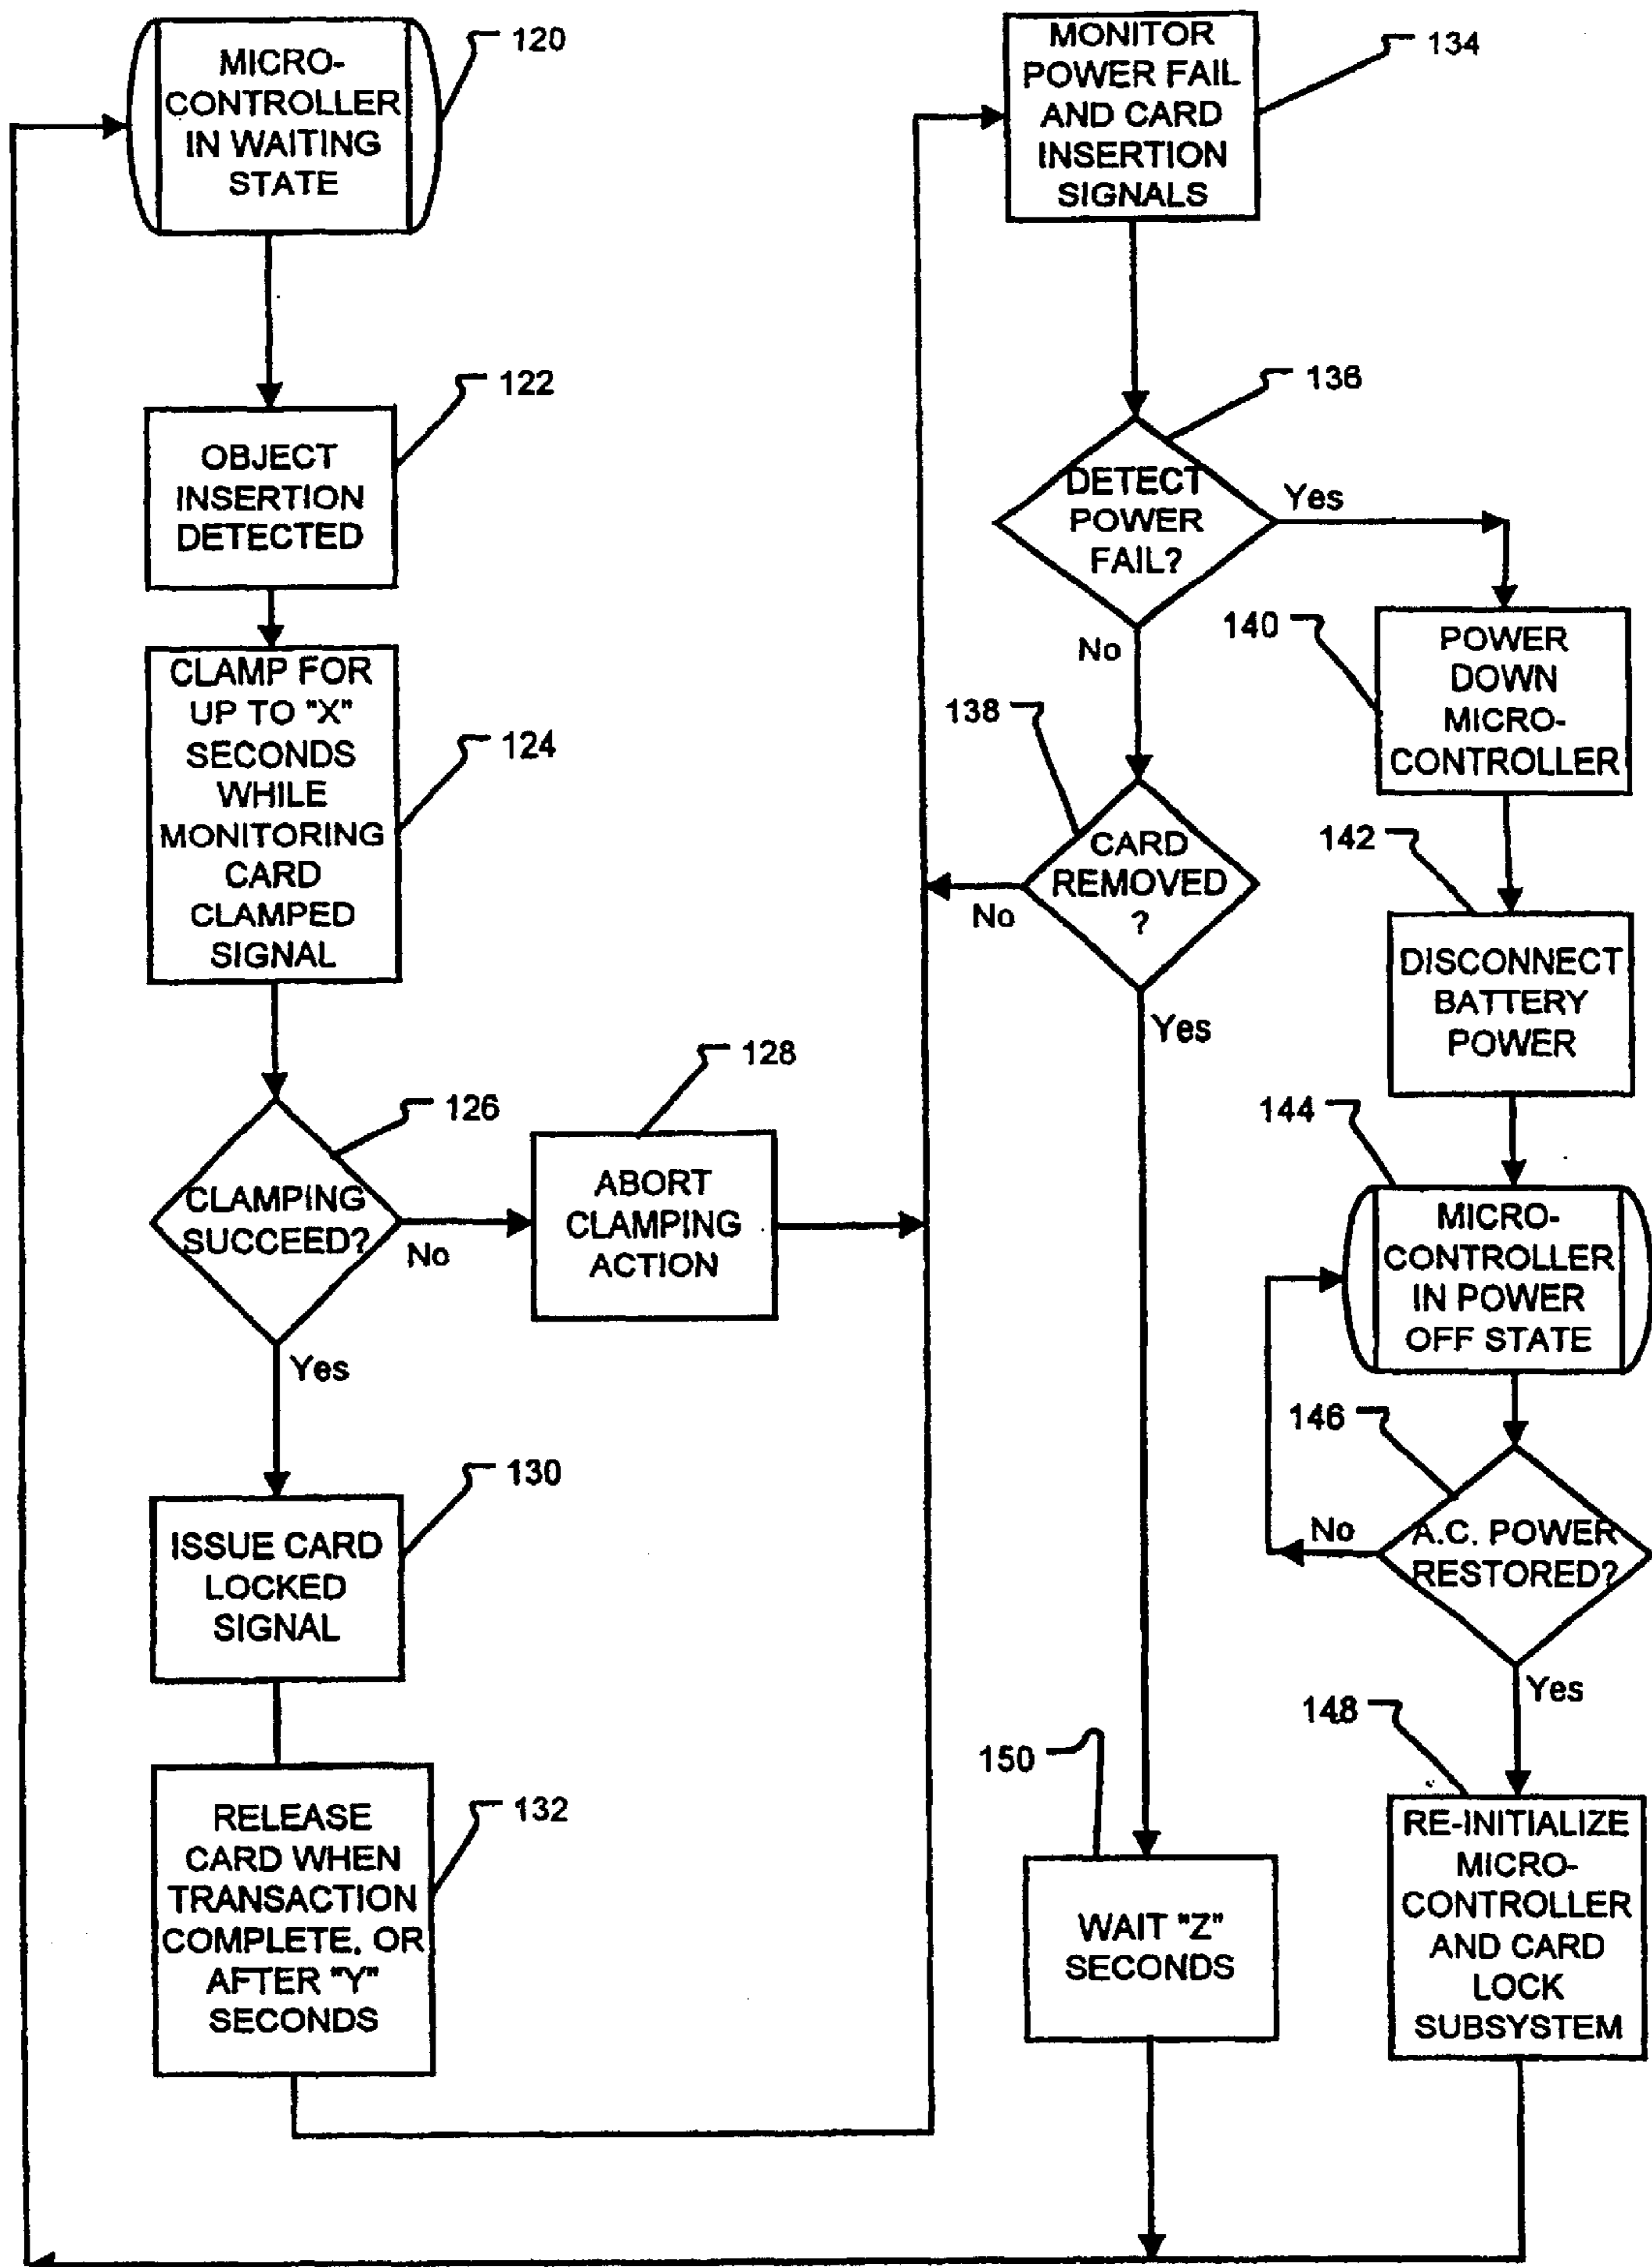 MICRO-
CONTROLLER
IN WAITING
STATE
120
OBJECT
INSERTION
DETECTED
122
CLAMP FOR
UP TO "X"
SECONDS
WHILE
MONITORING
CARD
CLAMPED
SIGNAL
124
CLAMPING
SUCCEED?
126
No
Yes
ABORT
CLAMPING
ACTION
128
ISSUE CARD
LOCKED
SIGNAL
130
RELEASE
CARD WHEN
TRANSACTION
COMPLETE, OR
AFTER "Y"
SECONDS
132
MONITOR
POWER FAIL
AND CARD
INSERTION
SIGNALS
134
DETECT
POWER
FAIL?
136
Yes
No
CARD
REMOVED
?
138
No
Yes
POWER
DOWN
MICRO-
CONTROLLER
140
DISCONNECT
BATTERY
POWER
142
MICRO-
CONTROLLER
IN POWER
OFF STATE
144
A.C. POWER
RESTORED?
146
No
Yes
RE-INITIALIZE
MICRO-
CONTROLLER
AND CARD
LOCK
SUBSYSTEM
148
WAIT "Z"
SECONDS
150